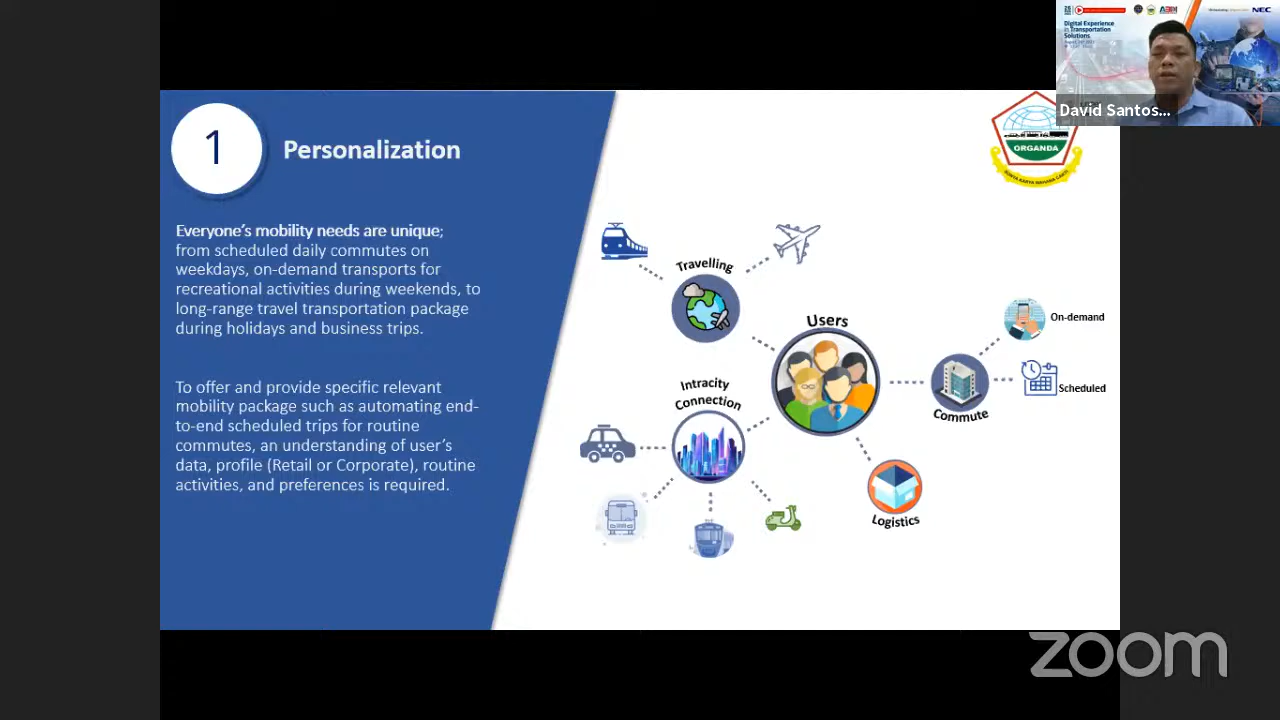 1
Personalization
Everyone's mobility needs are unique;
from scheduled daily commutes on
weekdays, on-demand transports for
recreational activities during weekends, to
long-range travel transportation package
during holidays and business trips.
To offer and provide specific relevant
mobility package such as automating end-
to-end scheduled trips for routine
commutes, an understanding of user's
data, profile (Retail or Corporate), routine
activities, and preferences is required.
Travelling
Users
Intracity
Connection
Commute
On-demand
Scheduled
Logistics
ORGANDA
Digital Experience
in Transportation
Solutions
NEC
David Santos...
zoom